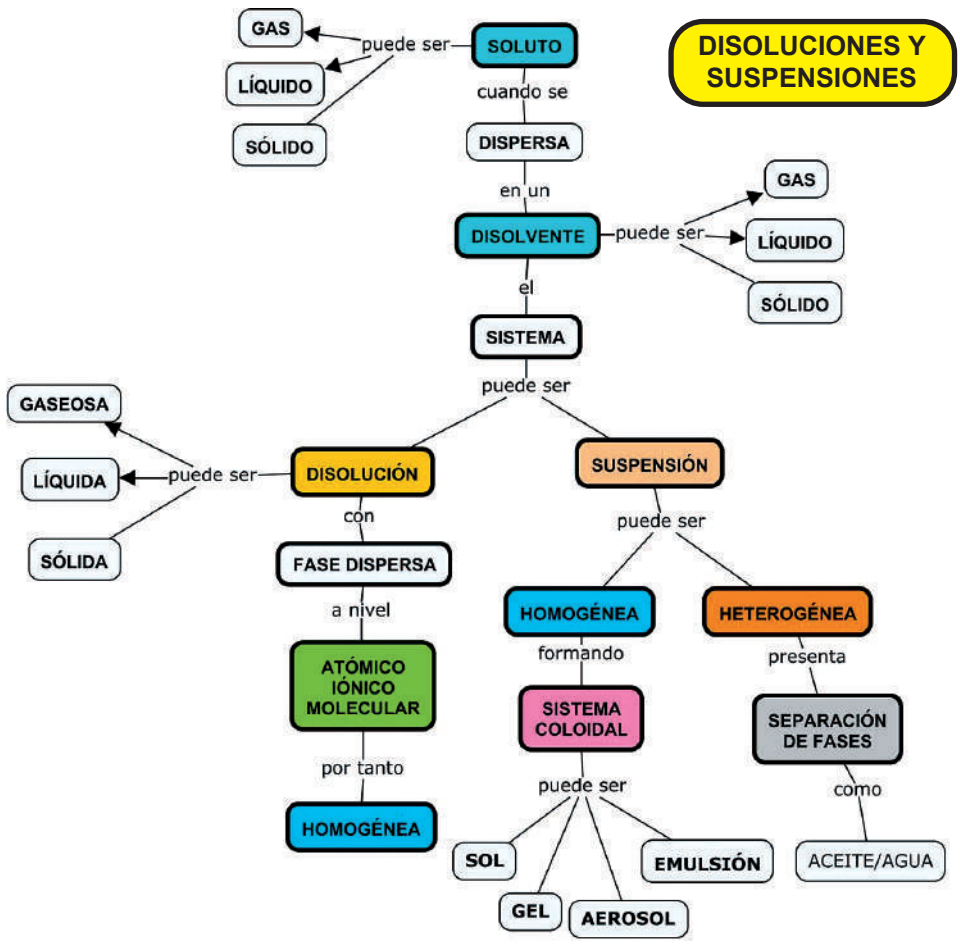 DISOLUCIONES Y
SUSPENSIONES
GAS
puede ser
SOLUTO
LÍQUIDO
SÓLIDO
cuando se
DISPERSA
en un
DISOLVENTE
puede ser
GAS
LÍQUIDO
SÓLIDO
el
SISTEMA
puede ser
GASEOSA
LÍQUIDA
SÓLIDA
puede ser
DISOLUCIÓN
con
FASE DISPERSA
a nivel
ATÓMICO
IÓNICO
MOLECULAR
por tanto
HOMOGÉNEA
SUSPENSIÓN
puede ser
HOMOGÉNEA
formando
SISTEMA
COLOIDAL
puede ser
SOL
GEL
AEROSOL
EMULSIÓN
HETEROGÉNEA
presenta
SEPARACIÓN
DE FASES
como
ACEITE/AGUA